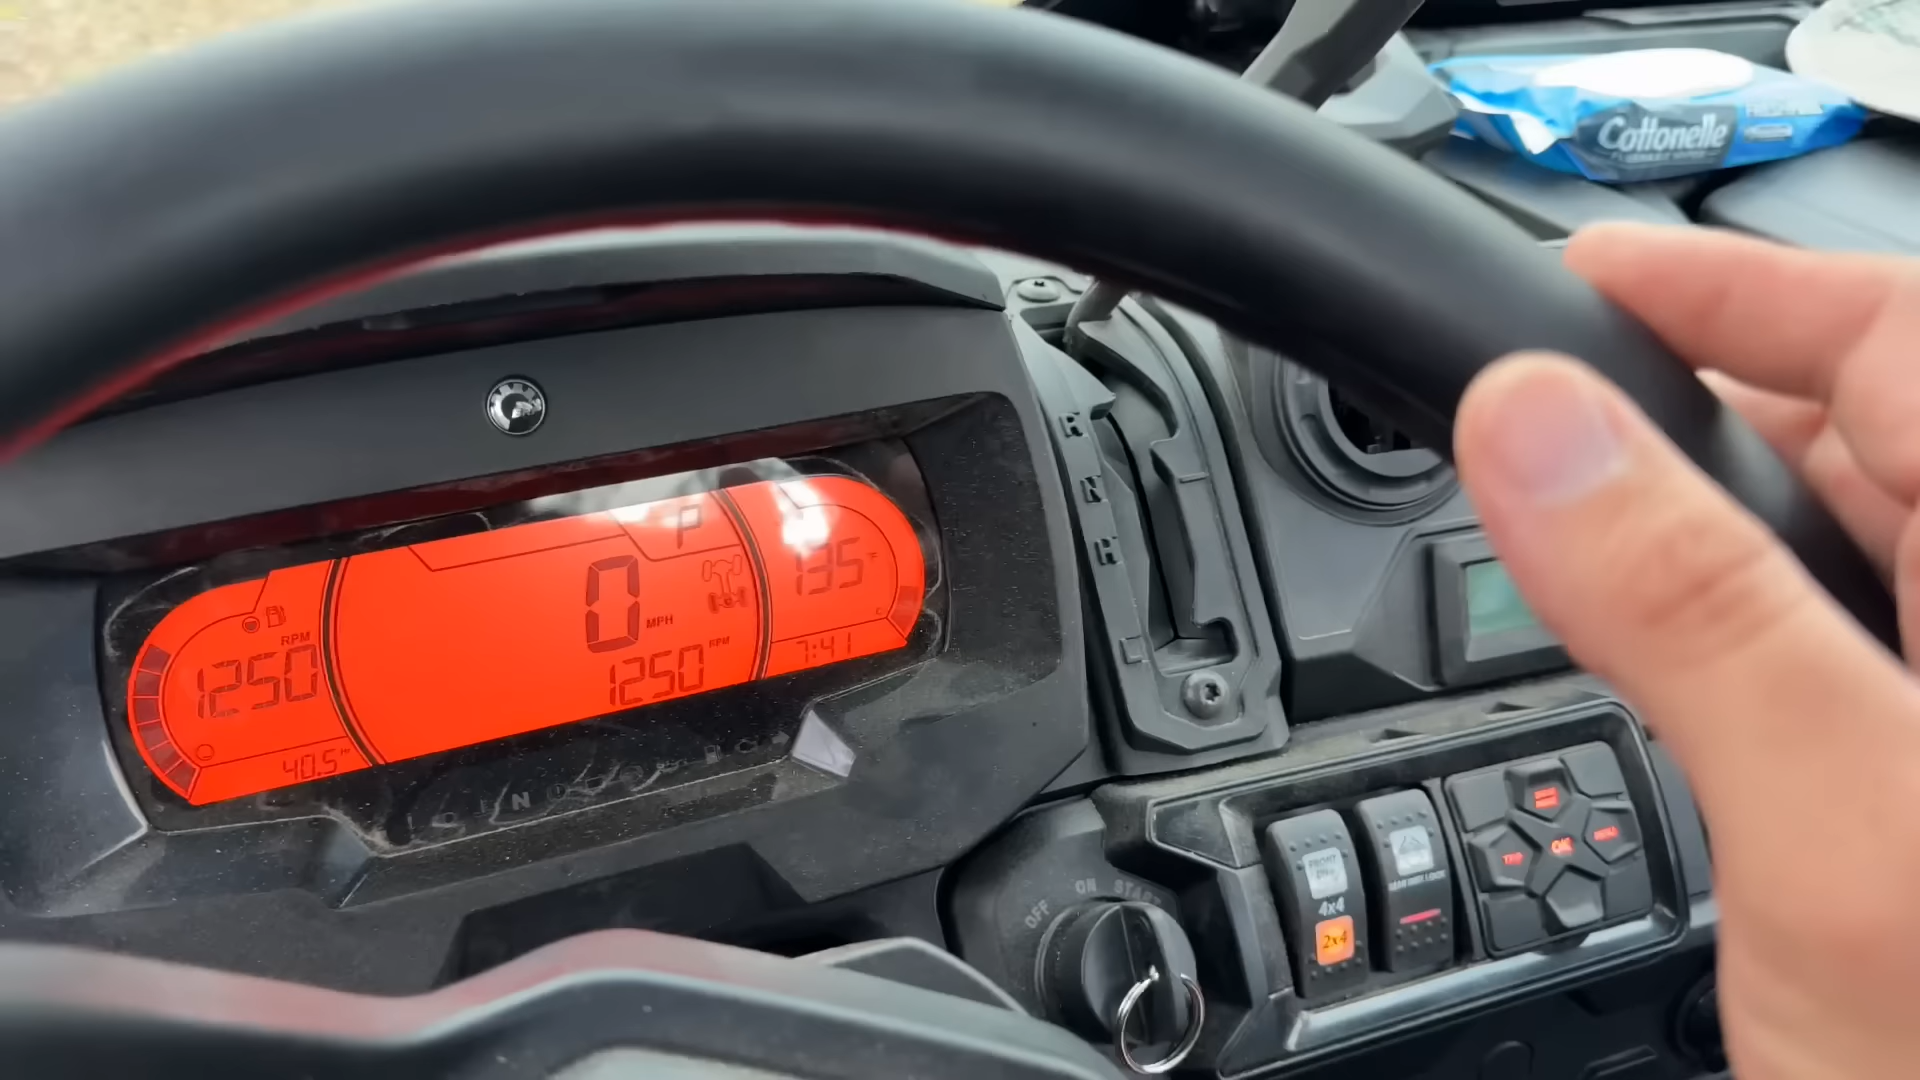 Cottonelle
R
N
H
P
0 MPH
1250 RPM
135 °F
7:41
RPM
1250
40.5
N
OFF
ON
START
FRONT
4x4
2x4
TRIP
OK
MENU